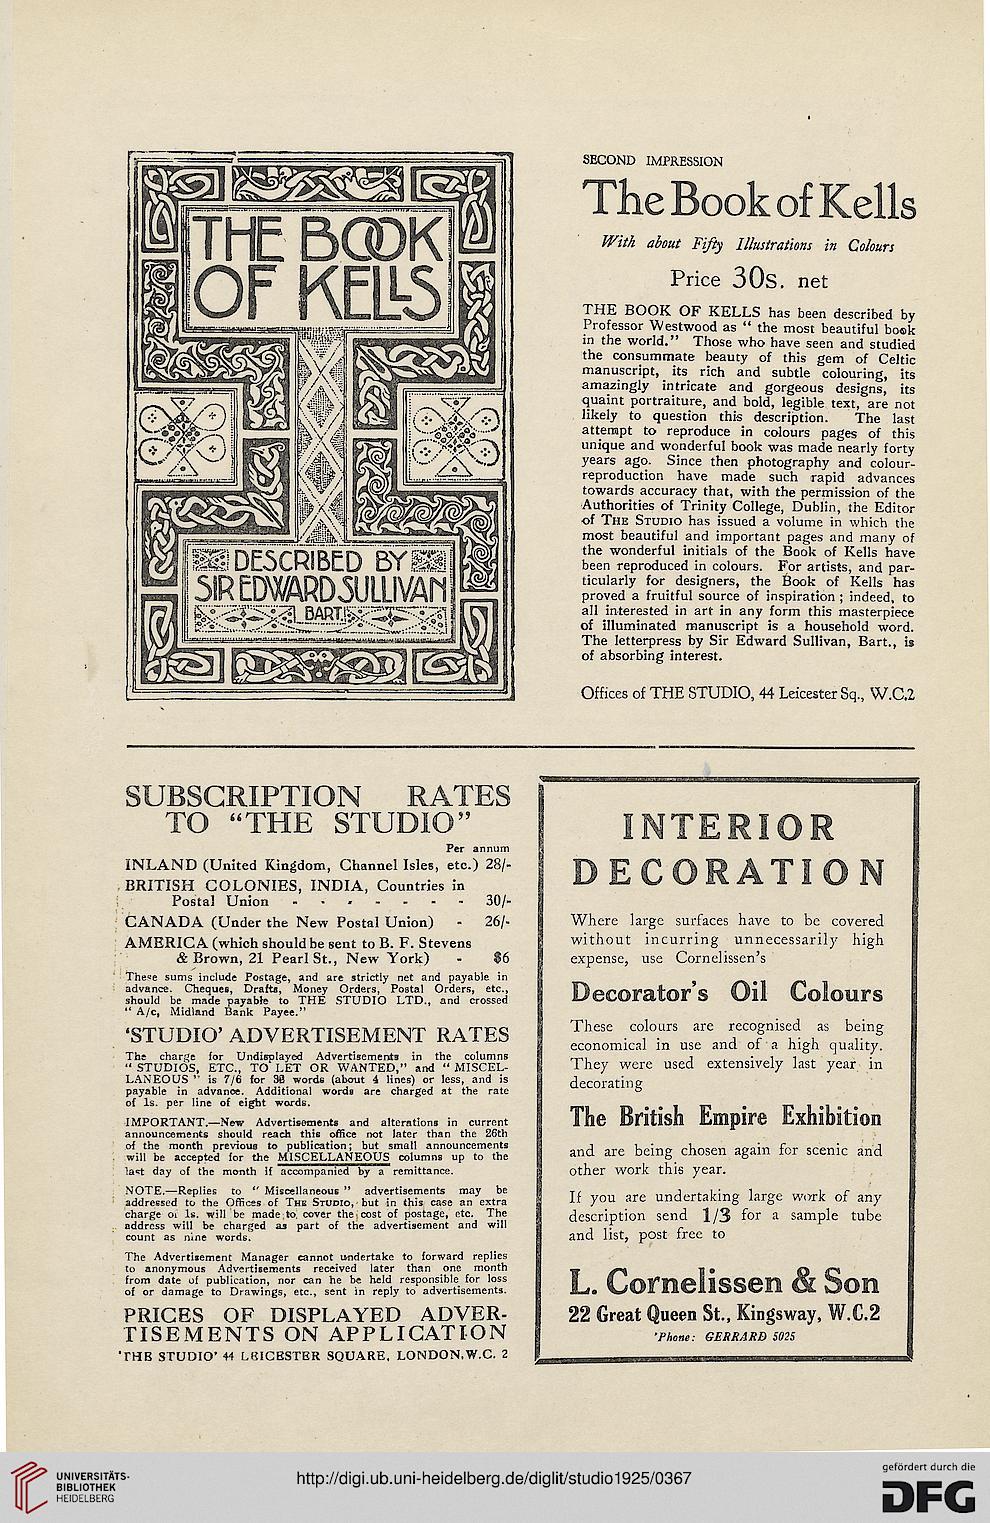 THE BOOK
OF KELLS
DESCRIBED BY
SIR EDWARD SULLIVAN
BART.
SECOND IMPRESSION
The Book of Kells
With about Fifty Illustrations in Colours
Price 30s. net
THE BOOK OF KELLS has been described by
Professor Westwood as “ the most beautiful book
in the world.” Those who have seen and studied
the consummate beauty of this gem of Celtic
manuscript, its rich and subtle colouring, its
amazingly intricate and gorgeous designs, its
quaint portraiture, and bold, legible text, are not
likely to question this description. The last
attempt to reproduce in colours pages of this
unique and wonderful book was made nearly forty
years ago. Since then photography and colour-
reproduction have made such rapid advances
towards accuracy that, with the permission of the
Authorities of Trinity College, Dublin, the Editor
of THE STUDIO has issued a volume in which the
most beautiful and important pages and many of
the wonderful initials of the Book of Kells have
been reproduced in colours. For artists, and par-
ticularly for designers, the Book of Kells has
proved a fruitful source of inspiration ; indeed, to
all interested in art in any form this masterpiece
of illuminated manuscript is a household word.
The letterpress by Sir Edward Sullivan, Bart., is
of absorbing interest.
Offices of THE STUDIO, 44 Leicester Sq., W.C.2
SUBSCRIPTION RATES
TO “THE STUDIO”
Per annum
INLAND (United Kingdom, Channel Isles, etc.) 28/-
BRITISH COLONIES, INDIA, Countries in
Postal Union - - - - - - - 30/-
CANADA (Under the New Postal Union) - 26/-
AMERICA (which should be sent to B. F. Stevens
& Brown, 21 Pearl St., New York) - $6
These sums include Postage, and are strictly net and payable in
advance. Cheques, Drafts, Money Orders, Postal Orders, etc.,
should be made payable to THE STUDIO LTD., and crossed
“ A/c, Midland Bank Payee.”
‘STUDIO’ ADVERTISEMENT RATES
The charge for Undisplayed Advertisements in the columns
“ STUDIOS, ETC., TO LET OR WANTED,” and “ MISCEL-
LANEOUS ” is 7/6 for 38 words (about 4 lines) or less, and is
payable in advance. Additional words are charged at the rate
of 1s. per line of eight words.
IMPORTANT.—New Advertisements and alterations in current
announcements should reach this office not later than the 26th
of the month previous to publication; but small announcements
will be accepted for the MISCELLANEOUS columns up to the
last day of the month if accompanied by a remittance.
NOTE.—Replies to “ Miscellaneous ” advertisements may be
addressed to the Offices of THE STUDIO, but in this case an extra
charge of 1s. will be made to cover the cost of postage, etc. The
address will be charged as part of the advertisement and will
count as nine words.
The Advertisement Manager cannot undertake to forward replies
to anonymous Advertisements received later than one month
from date of publication, nor can he be held responsible for loss
of or damage to Drawings, etc., sent in reply to advertisements.
PRICES OF DISPLAYED ADVER-
TISEMENTS ON APPLICATION
‘THE STUDIO’ 44 LEICESTER SQUARE, LONDON, W.C. 2
INTERIOR
DECORATION
Where large surfaces have to be covered
without incurring unnecessarily high
expense, use Cornelissen’s
Decorator’s Oil Colours
These colours are recognised as being
economical in use and of a high quality.
They were used extensively last year in
decorating
The British Empire Exhibition
and are being chosen again for scenic and
other work this year.
If you are undertaking large work of any
description send 1/3 for a sample tube
and list, post free to
L. Cornelissen & Son
22 Great Queen St., Kingsway, W.C.2
’Phone: GERRARD 5025
UNIVERSITÄTS-
BIBLIOTHEK
HEIDELBERG
http://digi.ub.uni-heidelberg.de/diglit/studio1925/0367
gefördert durch die
DFG